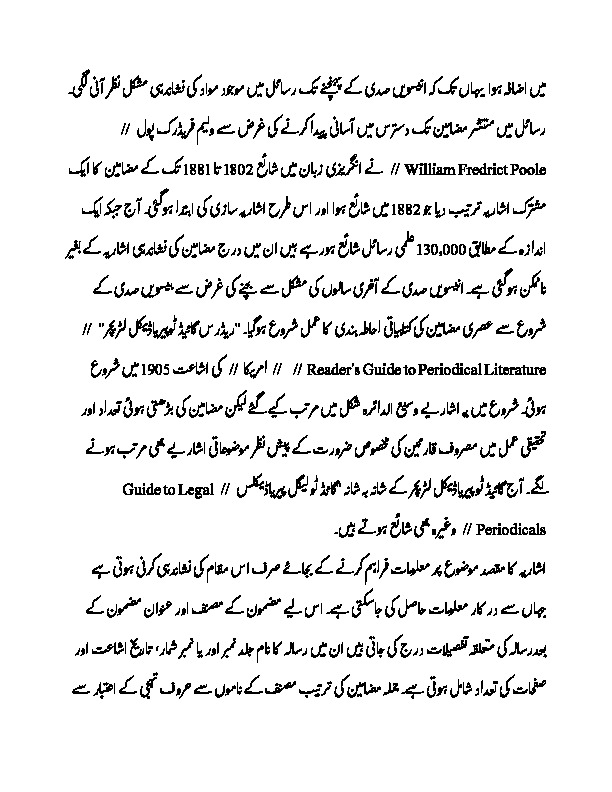 میں اضافہ ہوا یہاں تک کہ انیسویں صدی کے پہنچنے تک رسائل میں موجود مواد کی نشاندہی مشکل نظر آنی لگی۔
رسائل میں منتشر مضامین تک دسترس میں آسانی پیدا کرنے کی غرض سے ولیم فریڈرک پول //
William Fredrict Poole // نے انگریزی زبان میں شائع 1802 تا 1881 تک کے مضامین کا ایک
مشترک اشاریہ ترتیب دیا جو 1882 میں شائع ہوا اور اس طرح اشاریہ سازی کی ابتدا ہوگئی۔ آج جبکہ ایک
اندازہ کے مطابق 130,000 علمی رسائل شائع ہورہے ہیں ان میں درج مضامین کی نشاندہی اشاریہ کے بغیر
ناممکن ہوگئی ہے۔ انیسویں صدی کے آخری سالوں کی مشکل سے بچنے کی غرض سے بیسویں صدی کے
شروع سے عصری مضامین کی کتابیاتی احاطہ بندی کا عمل شروع ہوگیا۔ "ریڈرس گائیڈ ٹو پیریاڈیکل لٹریچر" //
Reader's Guide to Periodical Literature // // امریکا // کی اشاعت 1905 میں شروع
ہوئی۔ شروع میں یہ اشاریے وسیع الدائرہ شکل میں مرتب کیے گئے لیکن مضامین کی بڑھتی ہوئی تعداد اور
تحقیقی عمل میں مصروف قارئین کی مخصوص ضرورت کے پیش نظر موضوعاتی اشاریے بھی مرتب ہونے
لگے۔ آج گائیڈ ٹو پیریاڈیکل لٹریچر کے شانہ بہ شانہ "گائڈ ٹو لیگل پیریاڈیکلس // Guide to Legal
Periodicals // وغیرہ بھی شائع ہوتے ہیں۔
اشاریہ کا مقصد موضوع پر معلومات فراہم کرنے کے بجائے صرف اس مقام کی نشاندہی کرنی ہوتی ہے
جہاں سے درکار معلومات حاصل کی جاسکتی ہے۔ اس لیے مضمون کے مصنف اور عنوان مضمون کے
بعد رسالہ کی متعلقہ تفصیلات درج کی جاتی ہیں ان میں رسالہ کا نام جلد نمبر اور یا نمبر شمار، تاریخ اشاعت اور
صفحات کی تعداد شامل ہوتی ہے۔ جملہ مضامین کی ترتیب مصنف کے ناموں سے حروف تہجی کے اعتبار سے